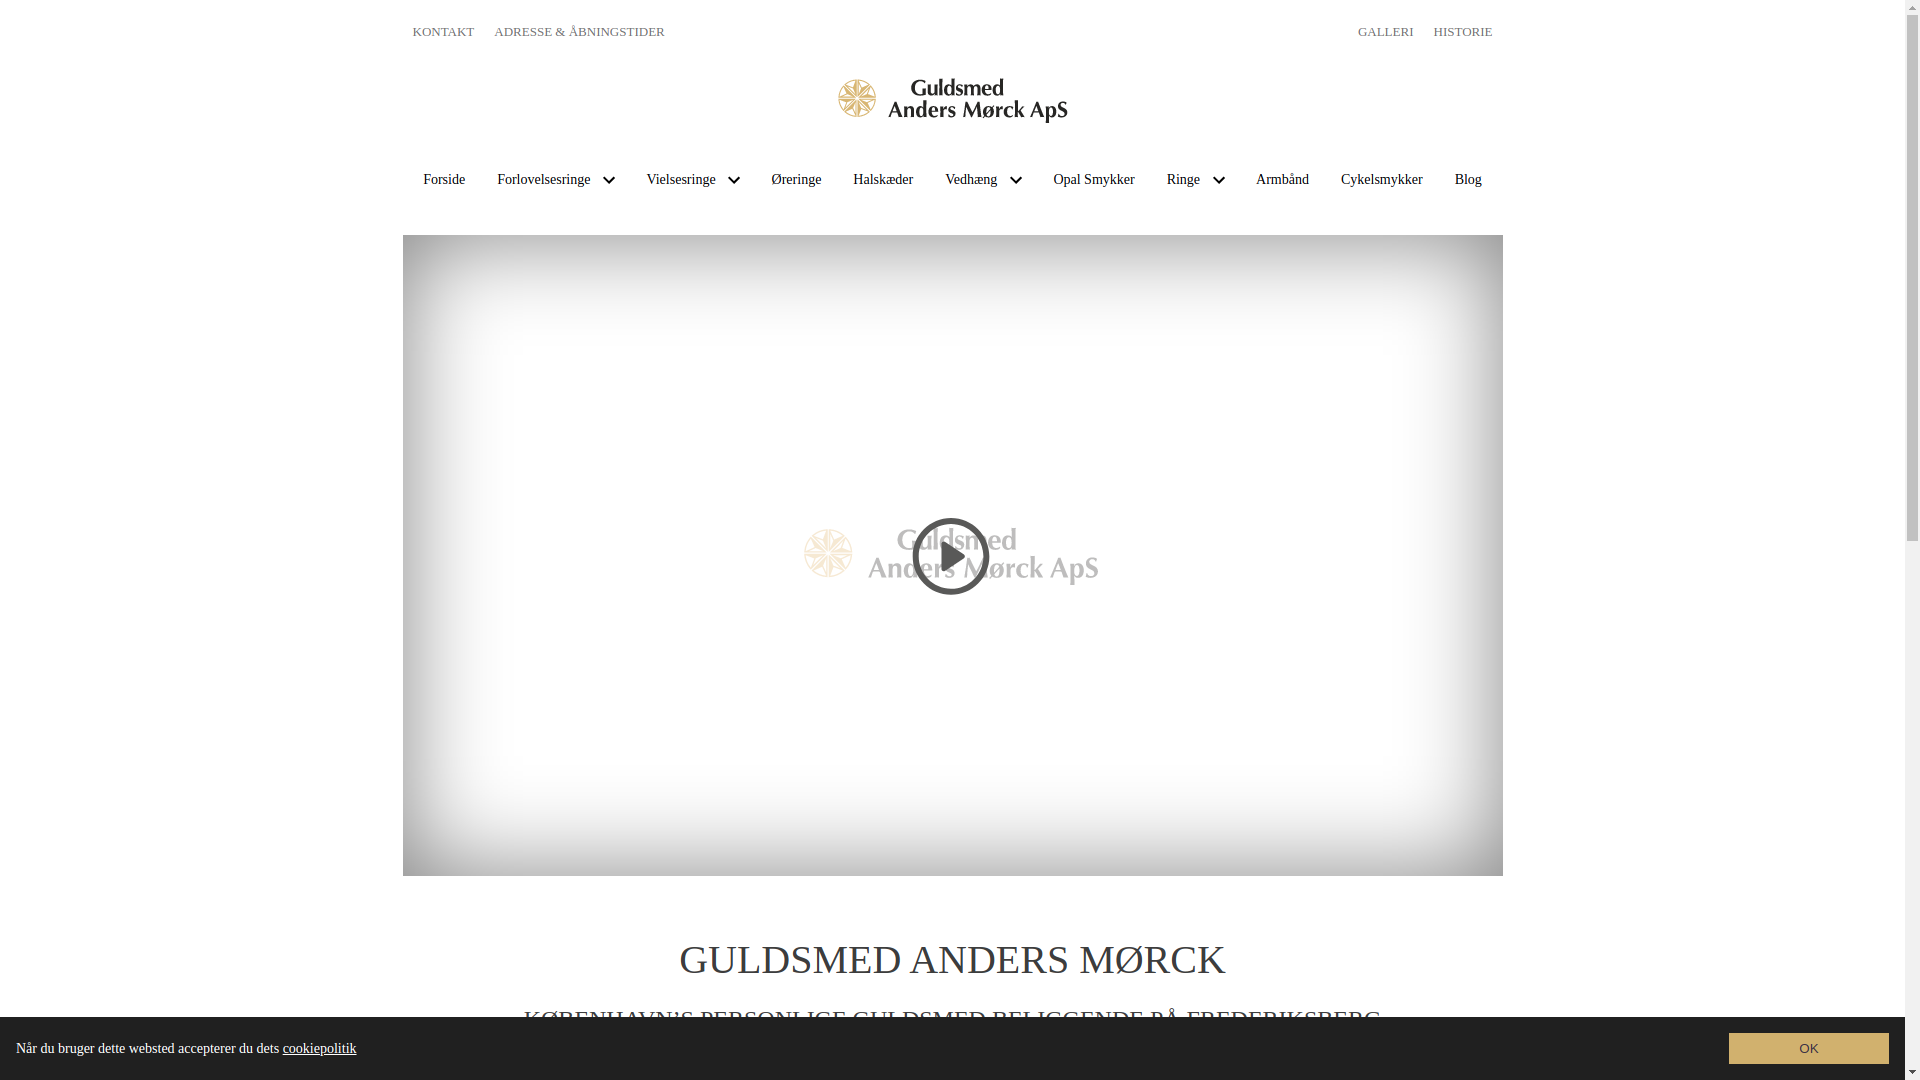 KONTAKT ADRESSE & ÅBNINGSTIDER GALLERI HISTORIE
Guldsmed
Anders Mørck ApS
Forside Forlovelsesringe Vielsesringe Øreringe Halskæder Vedhæng Opal Smykker Ringe Armbånd Cykelsmykker Blog
Guldsmed
Anders Mørck ApS
GULDSMED ANDERS MØRCK
KØBENHAVN’S PERSONLIGE GULDSMED BELIGGENDE PÅ FREDERIKSBERG
Når du bruger dette websted accepterer du dets cookiepolitik OK